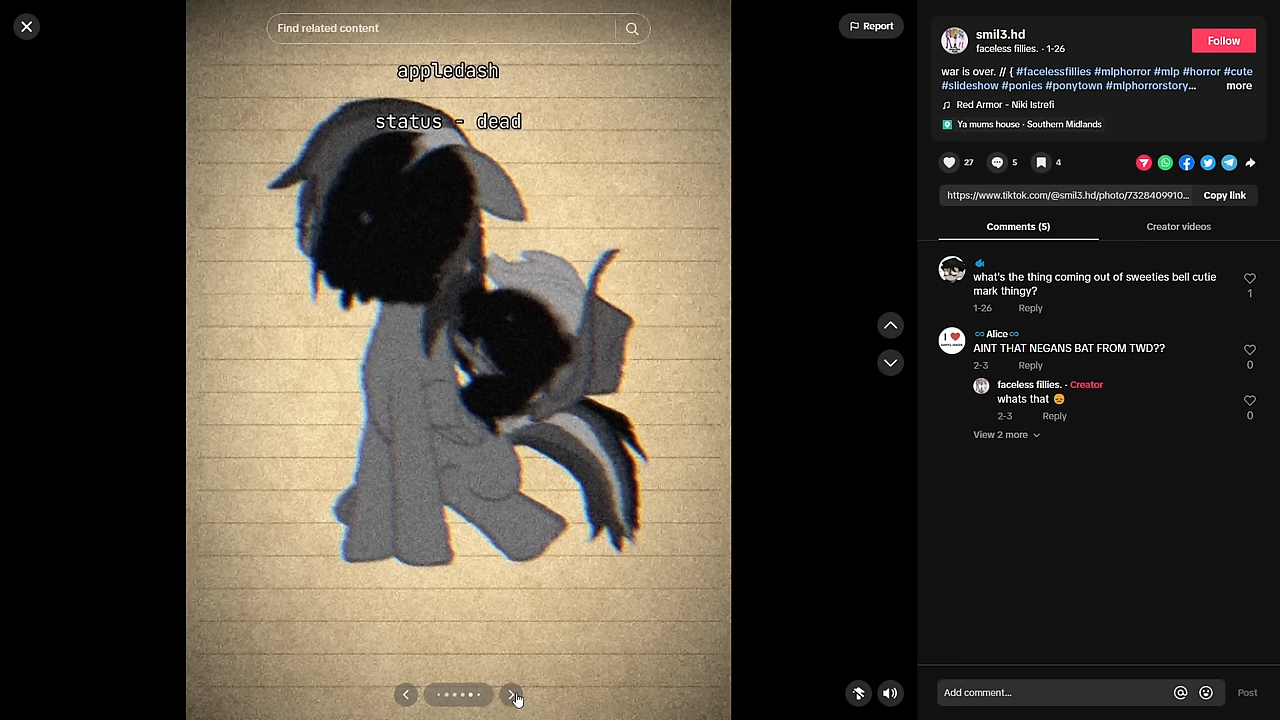 Find related content
Report
appledash
status - dead
smil3.hd
faceless fillies. · 1-26
Follow
war is over. // { #facelessfillies #mlphorror #mlp #horror #cute
#slideshow #ponies #ponytown #mlphorrorstory...
more
Red Armor - Niki Istrefi
Ya mums house · Southern Midlands
27
5
4
https://www.tiktok.com/@smil3.hd/photo/7328409910...
Copy link
Comments (5)
Creator videos
what's the thing coming out of sweeties bell cutie
mark thingy?
1
1-26
Reply
Alice
AINT THAT NEGANS BAT FROM TWD??
0
2-3
Reply
faceless fillies. · Creator
whats that
0
2-3
Reply
View 2 more
Add comment...
Post